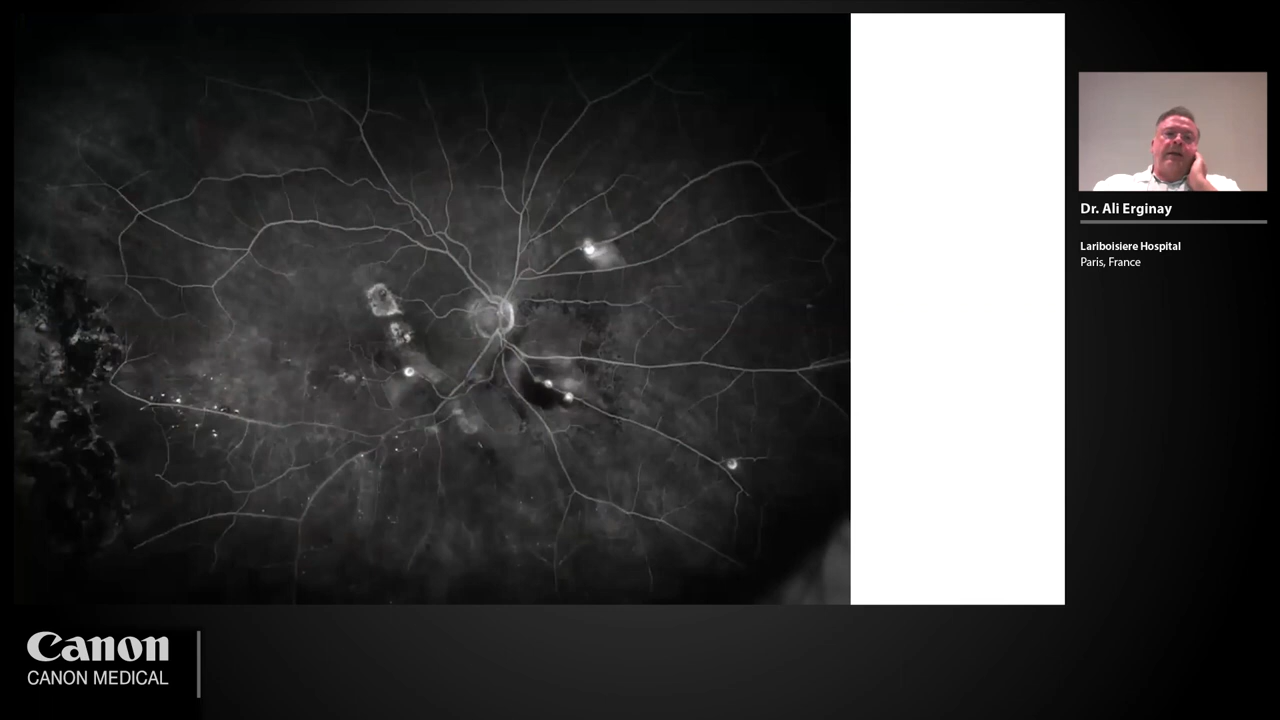 Dr. Ali Erginay
Lariboisiere Hospital
Paris, France
Canon
CANON MEDICAL